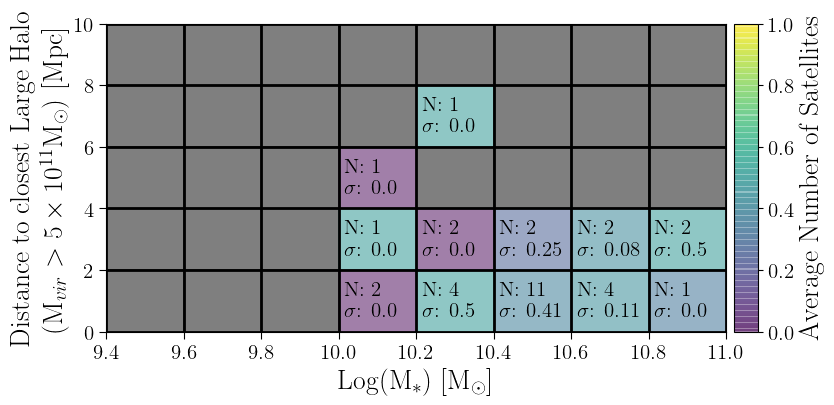 Distance to closest Large Halo
(M_vir > 5 × 10^11 M_⊙) [Mpc]
10
8
6
4
2
0
N: 1
σ: 0.0
N: 1
σ: 0.0
N: 1
σ: 0.0
N: 2
σ: 0.0
N: 2
σ: 0.25
N: 2
σ: 0.08
N: 2
σ: 0.5
N: 2
σ: 0.0
N: 4
σ: 0.5
N: 11
σ: 0.41
N: 4
σ: 0.11
N: 1
σ: 0.0
9.4 9.6 9.8 10.0 10.2 10.4 10.6 10.8 11.0
Log(M_*) [M_⊙]
1.0
0.8
0.6
0.4
0.2
0.0
Average Number of Satellites